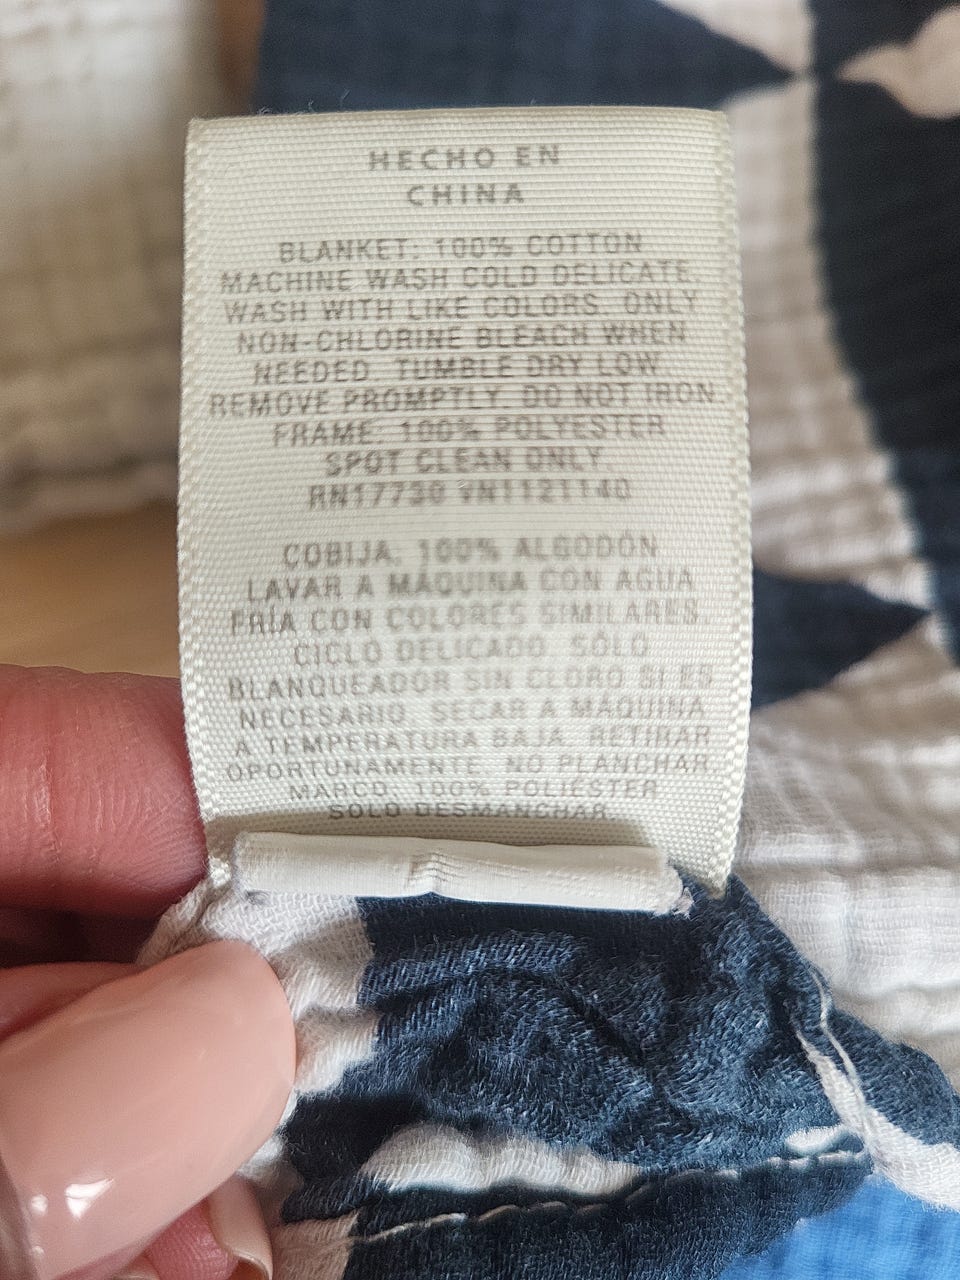 HECHO EN
CHINA
BLANKET: 100% COTTON
MACHINE WASH COLD DELICATE.
WASH WITH LIKE COLORS. ONLY
NON-CHLORINE BLEACH WHEN
NEEDED. TUMBLE DRY LOW
REMOVE PROMPTLY. DO NOT IRON.
FRAME: 100% POLYESTER
SPOT CLEAN ONLY.
RN17730 VN1121140
COBIJA: 100% ALGODÓN
LAVAR A MÁQUINA CON AGUA
FRÍA CON COLORES SIMILARES.
CICLO DELICADO. SÓLO
BLANQUEADOR SIN CLORO SI ES
NECESARIO. SECAR A MÁQUINA
A TEMPERATURA BAJA. RETIRAR
OPORTUNAMENTE. NO PLANCHAR.
MARCO: 100% POLIÉSTER
SOLO DESMANCHAR.